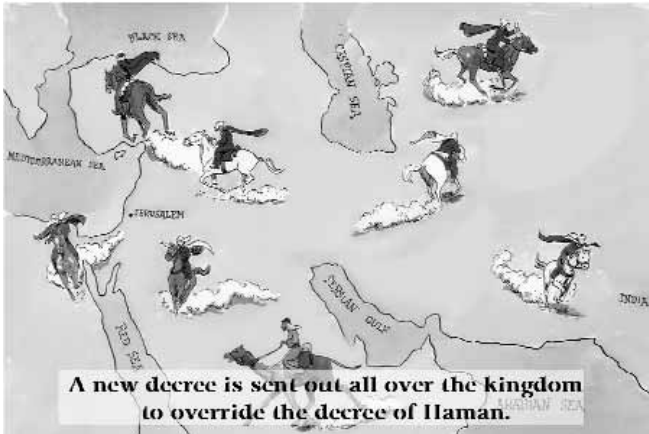 BLACK SEA
CASPIAN SEA
MEDITERRANEAN SEA
JERUSALEM
PERSIAN GULF
INDIA
RED SEA
A new decree is sent out all over the kingdom
to override the decree of Haman.
ARABIAN SEA